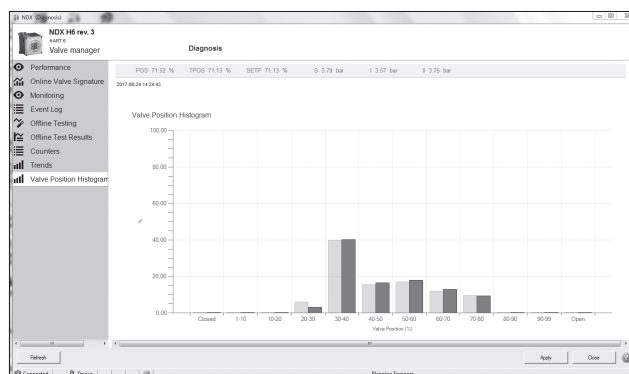 NDX (Diagnosis)
NDX H6 rev. 3
HART 6
Valve manager
Diagnosis
Performance
Online Valve Signature
Monitoring
Event Log
Offline Testing
Offline Test Results
Counters
Trends
Valve Position Histogram
POS 71.52 % TPOS 71.13 % SETP 71.13 % S 3.79 bar I 3.57 bar II 3.75 bar
2017-08-24 14:24:43
Valve Position Histogram
100,00
80,00
60,00
%
40,00
20,00
0,00
Closed 1-10 10-20 20-30 30-40 40-50 50-60 60-70 70-80 80-90 90-99 Open
Valve Position (%)
Refresh Apply Close
Connected Device Planning Engineer